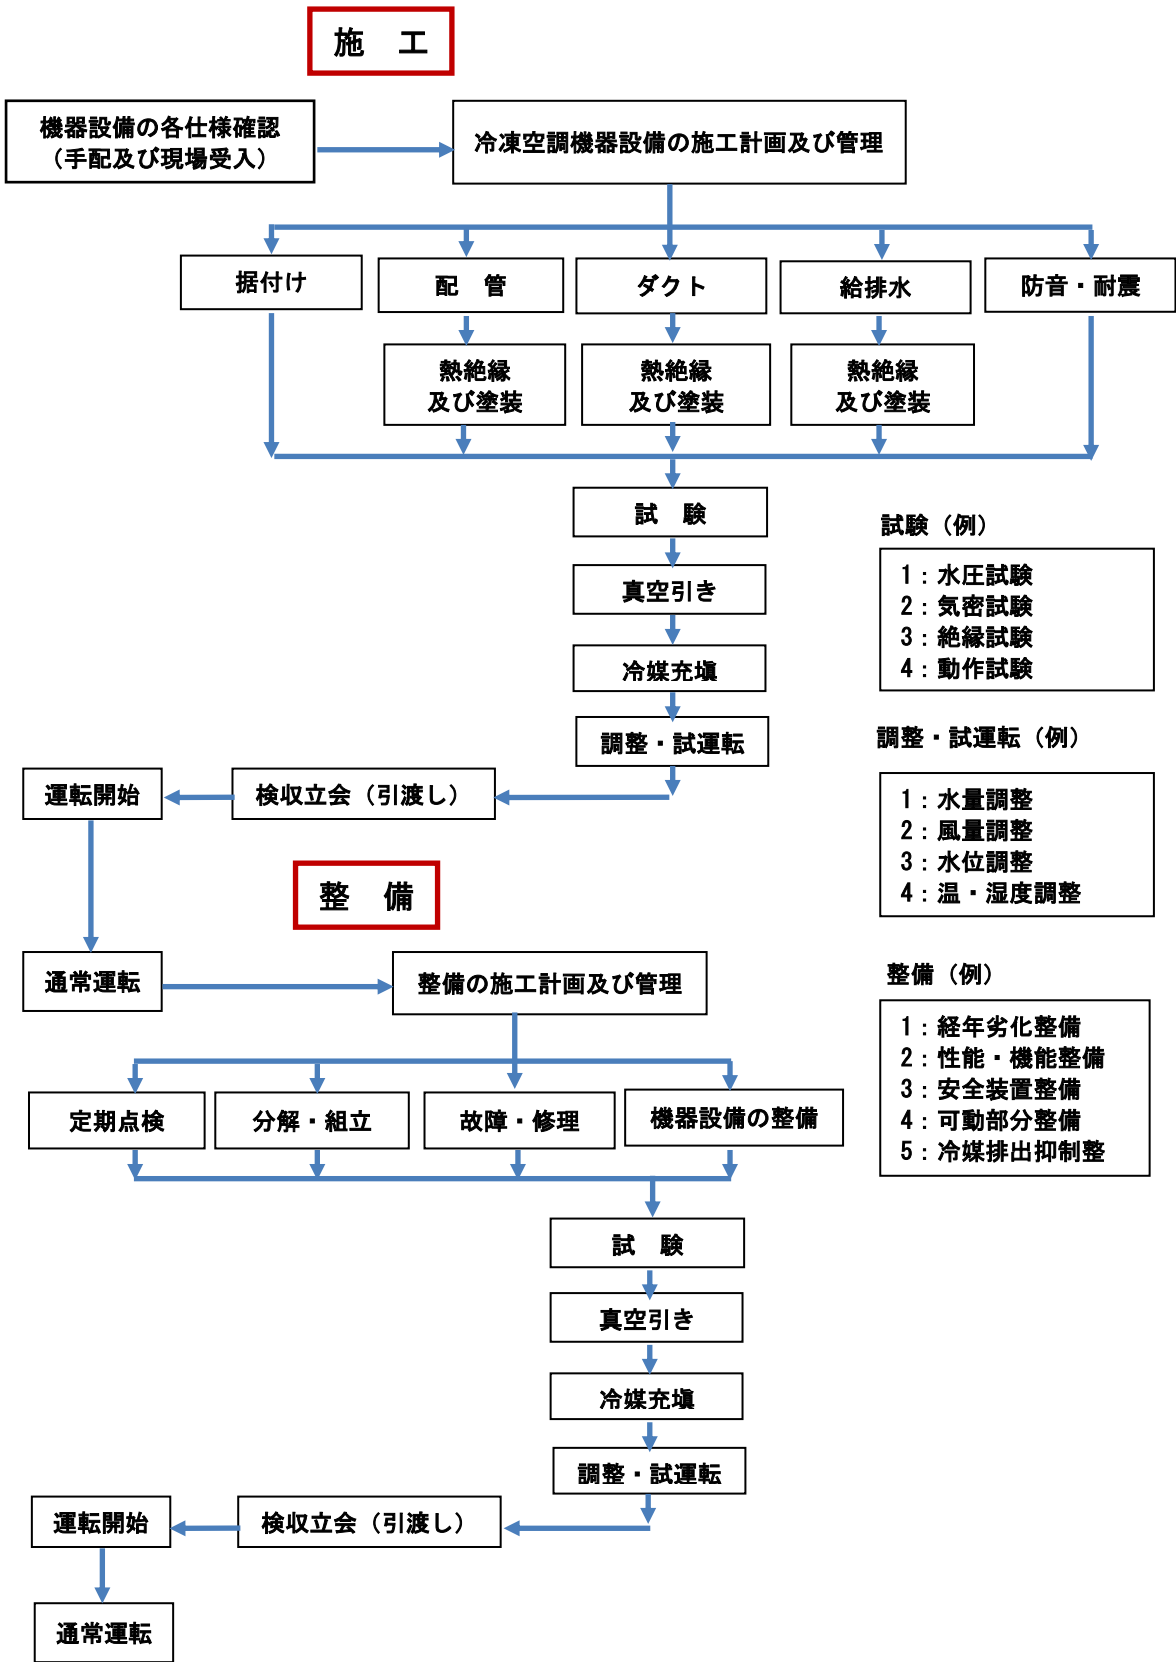 施　工
機器設備の各仕様確認
（手配及び現場受入）
冷凍空調機器設備の施工計画及び管理
据付け
配　管
ダクト
給排水
防音・耐震
熱絶縁
及び塗装
熱絶縁
及び塗装
熱絶縁
及び塗装
試　験
真空引き
冷媒充塡
調整・試運転
試験（例）
1：水圧試験
2：気密試験
3：絶縁試験
4：動作試験
調整・試運転（例）
1：水量調整
2：風量調整
3：水位調整
4：温・湿度調整
検収立会（引渡し）
運転開始
整　備
通常運転
整備の施工計画及び管理
整備（例）
1：経年劣化整備
2：性能・機能整備
3：安全装置整備
4：可動部分整備
5：冷媒排出抑制整
定期点検
分解・組立
故障・修理
機器設備の整備
試　験
真空引き
冷媒充塡
調整・試運転
検収立会（引渡し）
運転開始
通常運転